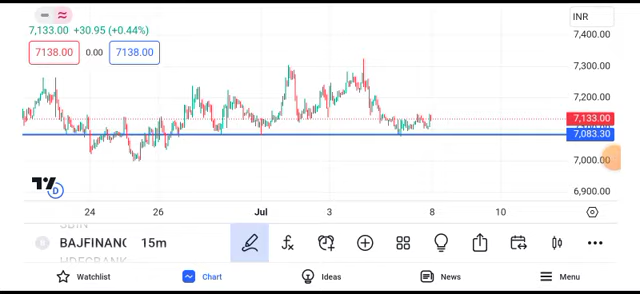 INR
7,133.00 +30.95 (+0.44%)
7138.00 0.00 7138.00
7,400.00
7,300.00
7,200.00
7,133.00
7,083.30
7,000.00
6,900.00
D
24 26 Jul 3 8 10
BAJFINANC 15m
Watchlist Chart Ideas News Menu